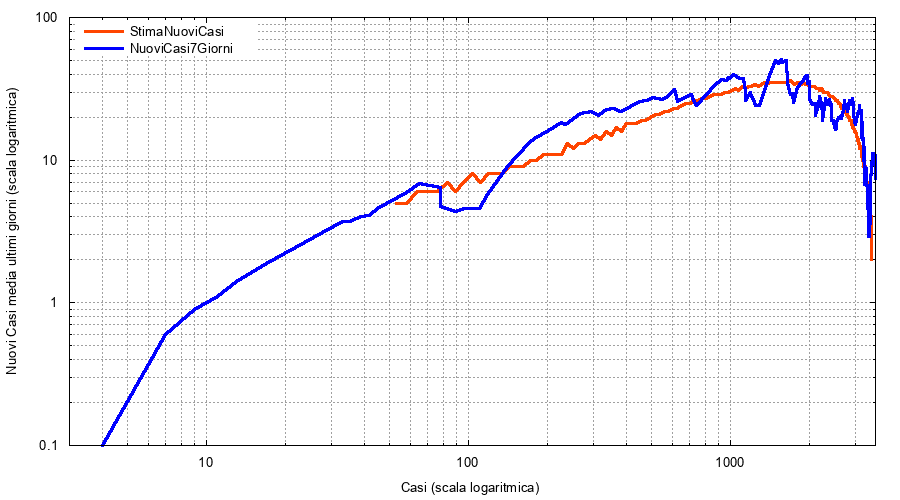 StimaNuoviCasi
NuoviCasi7Giorni
Nuovi Casi media ultimi giorni (scala logaritmica)
100
10
1
0.1
10
100
1000
Casi (scala logaritmica)